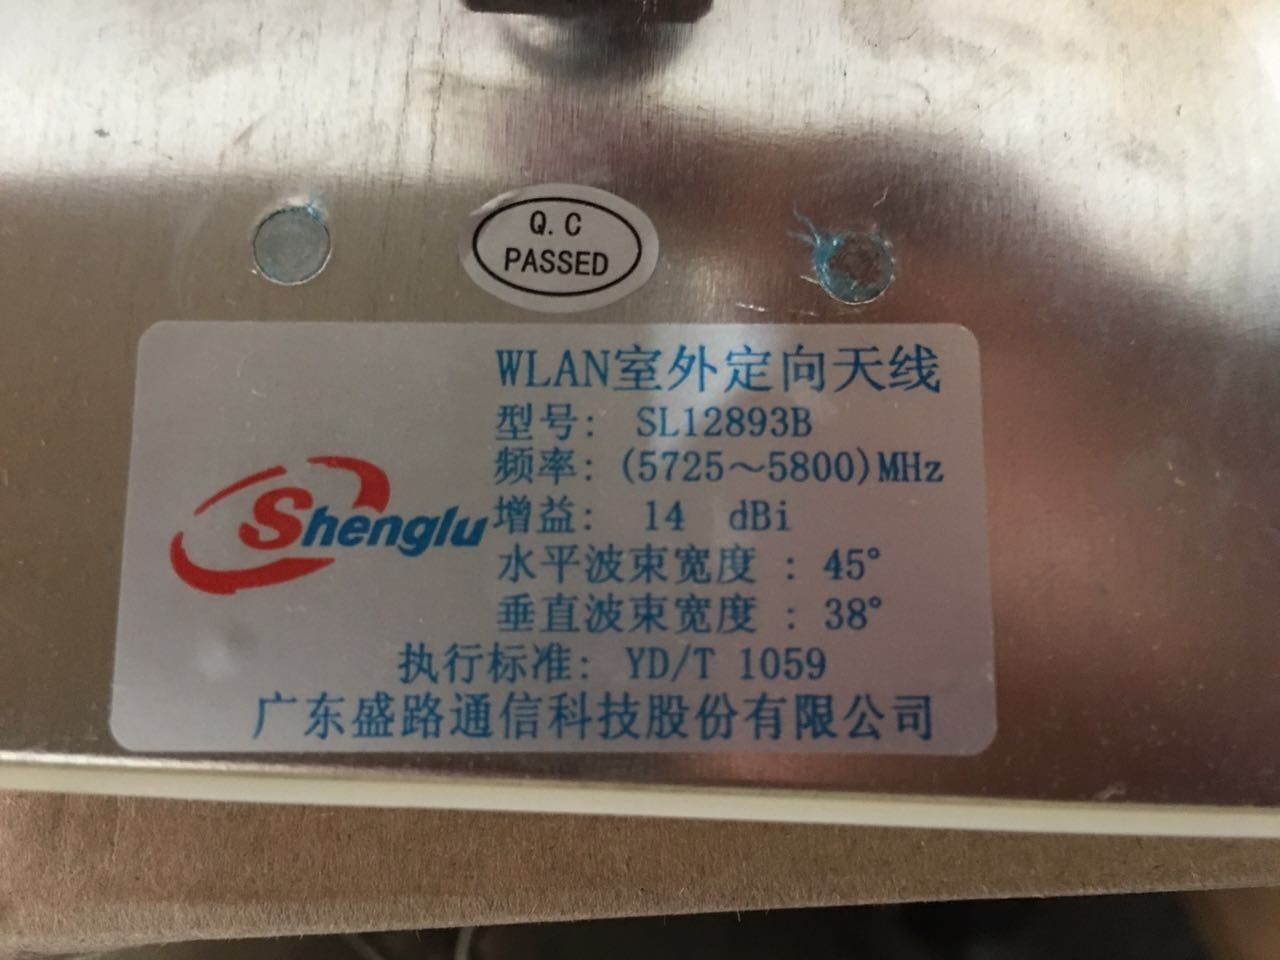 Q. C
PASSED
WLAN室外定向天线
型号: SL12893B
频率: (5725～5800)MHz
Shenglu
增益: 14 dBi
水平波束宽度 : 45°
垂直波束宽度 : 38°
执行标准: YD/T 1059
广东盛路通信科技股份有限公司